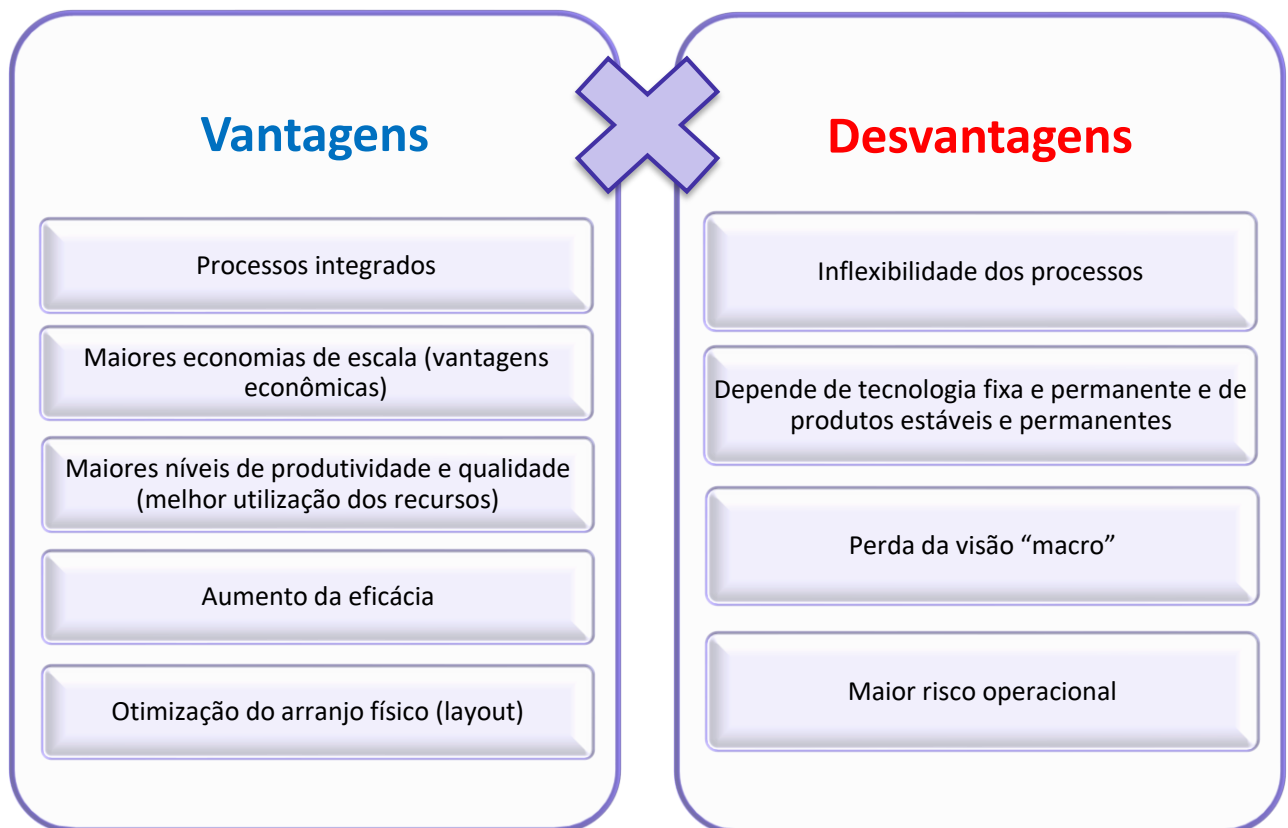 Vantagens
Processos integrados
Maiores economias de escala (vantagens
econômicas)
Maiores níveis de produtividade e qualidade
(melhor utilização dos recursos)
Aumento da eficácia
Otimização do arranjo físico (layout)
Desvantagens
Inflexibilidade dos processos
Depende de tecnologia fixa e permanente e de
produtos estáveis e permanentes
Perda da visão “macro”
Maior risco operacional